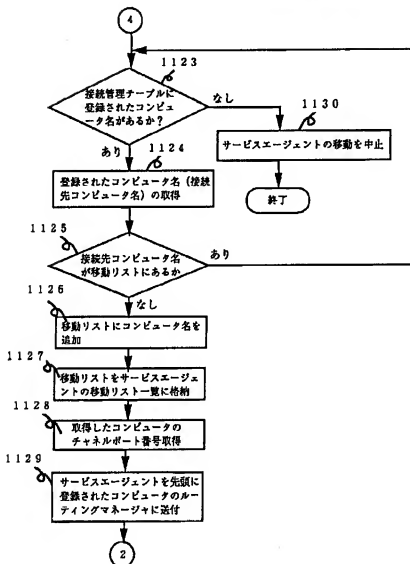 4
1123
接続管理テーブルに
登録されたコンピュ
ータ名があるか?
なし
1130
サービスエージェントの移動を中止
終了
あり
1124
登録されたコンピュータ名(接続
先コンピュータ名)の取得
1125
接続先コンピュータ名
が移動リストにあるか
あり
なし
1126
移動リストにコンピュータ名を
追加
1127
移動リストをサービスエージェ
ントの移動リスト一覧に格納
1128
取得したコンピュータの
チャネルポート番号取得
1129
サービスエージェントを先頭に
登録されたコンピュータのルー
ティングマネージャに送付
2